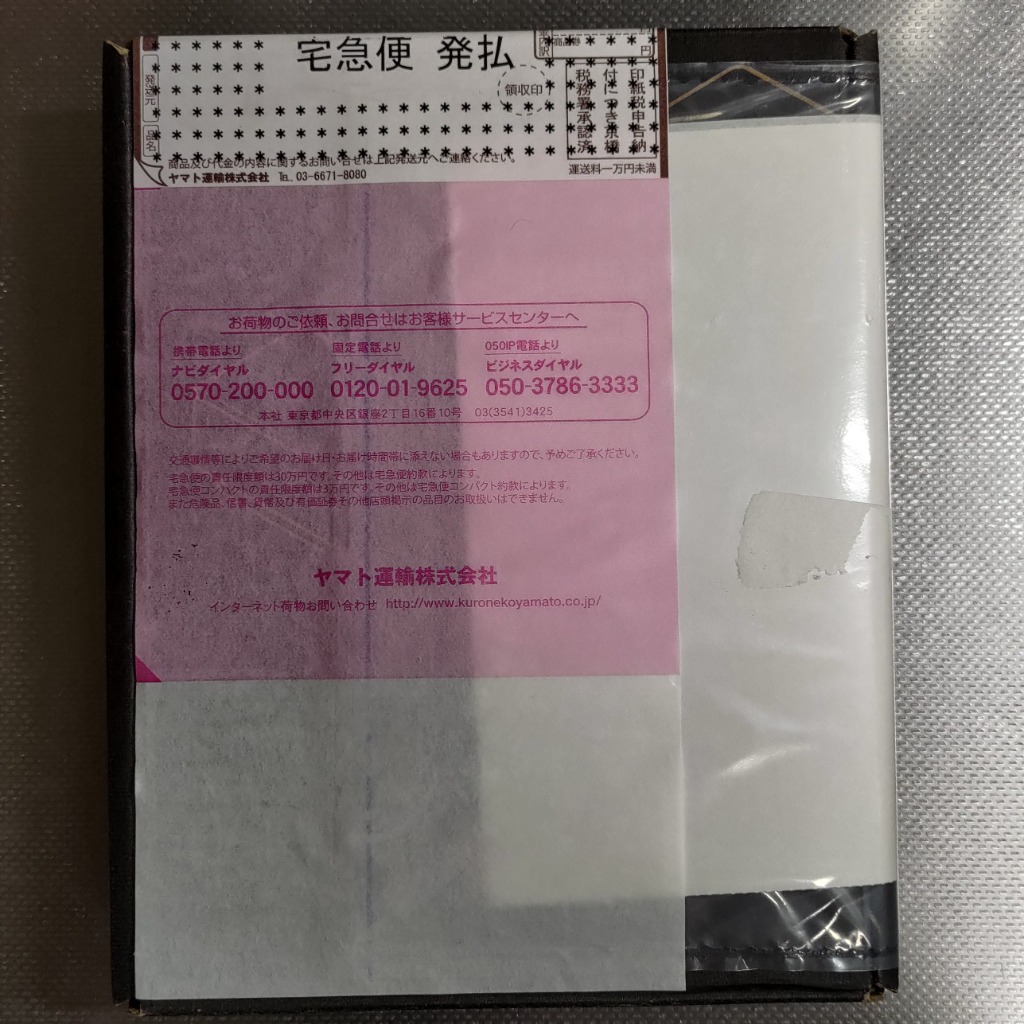 宅急便 発払
円
発送元
領収印
品名
印紙税申告納
付につき京橋
税務署承認済
商品及び代金の内容に関するお問い合せは上記発送元へご連絡ください。
ヤマト運輸株式会社 TEL. 03-6671-8080
運送料一万円未満
お荷物のご依頼、お問合せはお客様サービスセンターへ
携帯電話より 固定電話より 050IP電話より
ナビダイヤル フリーダイヤル ビジネスダイヤル
0570-200-000 0120-01-9625 050-3786-3333
本社 東京都中央区銀座2丁目16番10号 03(3541)3425
交通事情等によりご希望のお届け日・お届け時間帯に添えない場合もありますので、予めご了承ください。
宅急便の責任限度額は30万円です。その他は宅急便約款によります。
宅急便コンパクトの責任限度額は3万円です。その他は宅急便コンパクト約款によります。
また危険品、信書、貨幣及び有価証券その他店頭掲示の品目のお取扱いはできません。
ヤマト運輸株式会社
インターネット荷物お問い合わせ http://www.kuronekoyamato.co.jp/